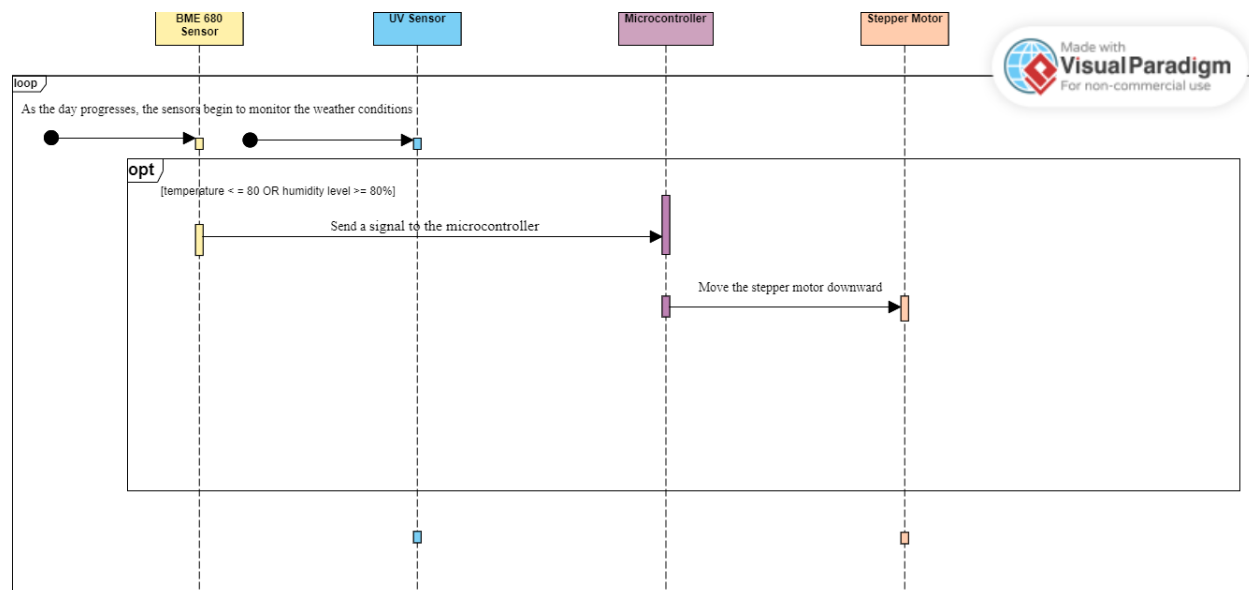 BME 680
Sensor
UV Sensor
Microcontroller
Stepper Motor
Made with
Visual Paradigm
For non-commercial use
loop
As the day progresses, the sensors begin to monitor the weather conditions
opt
[temperature < = 80 OR humidity level >= 80%]
Send a signal to the microcontroller
Move the stepper motor downward